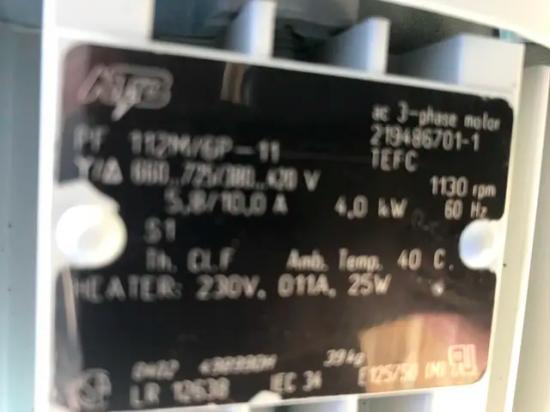 ATB
ac 3-phase motor
PF 112M/6P-11
219486701-1
TEFC
Y/Δ 660...725/380...420 V
1130 rpm
5,8/10,0 A
4,0 kW
60 Hz
S1
Th. CL.F
Amb. Temp. 40 C.
HEATER: 230V, 011A, 25W
39 kg
LR 12638
IEC 34